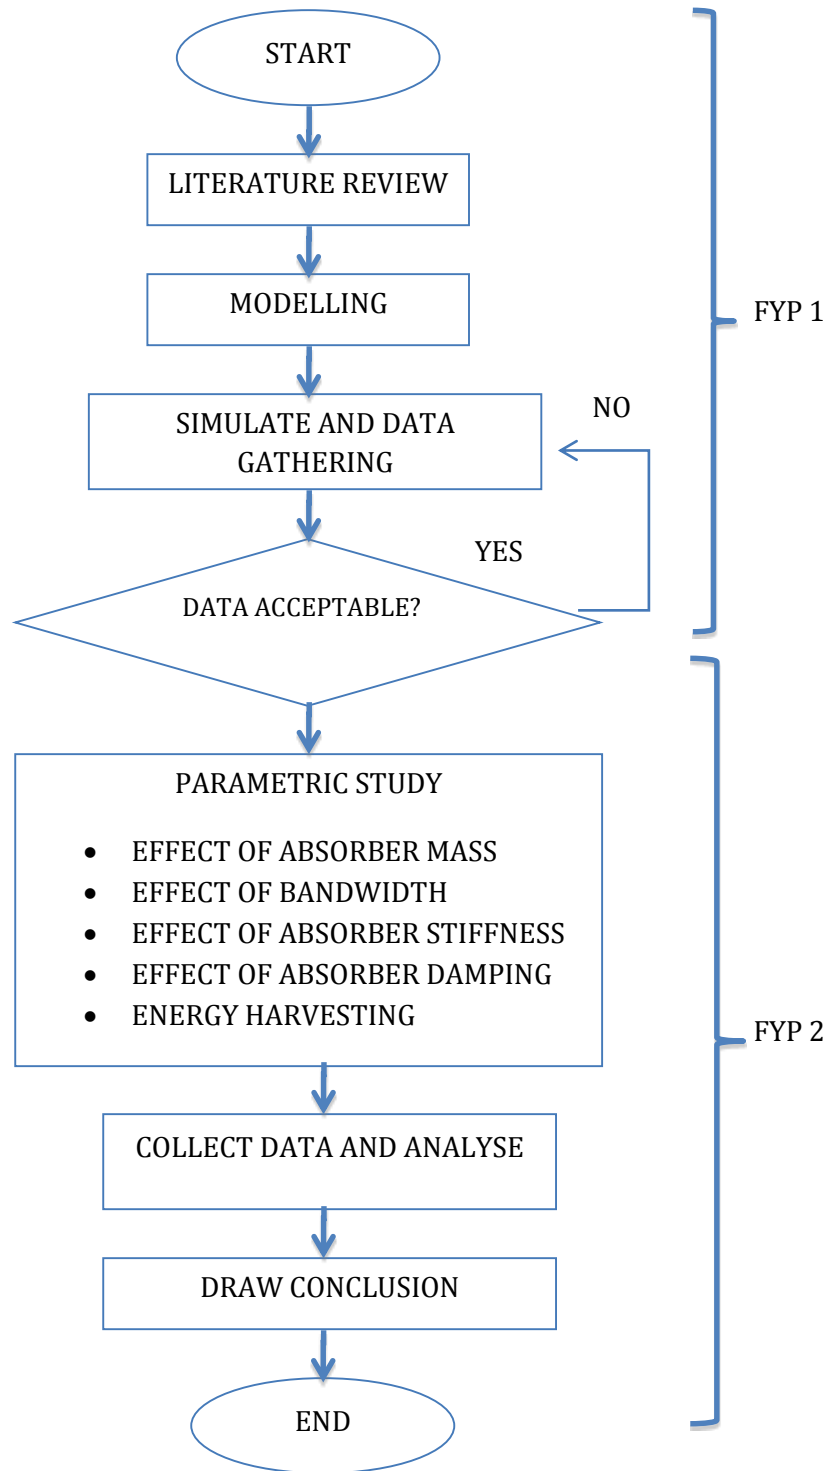 START
LITERATURE REVIEW
MODELLING
FYP 1
SIMULATE AND DATA
GATHERING
NO
YES
DATA ACCEPTABLE?
PARAMETRIC STUDY
• EFFECT OF ABSORBER MASS
• EFFECT OF BANDWIDTH
• EFFECT OF ABSORBER STIFFNESS
• EFFECT OF ABSORBER DAMPING
• ENERGY HARVESTING
FYP 2
COLLECT DATA AND ANALYSE
DRAW CONCLUSION
END